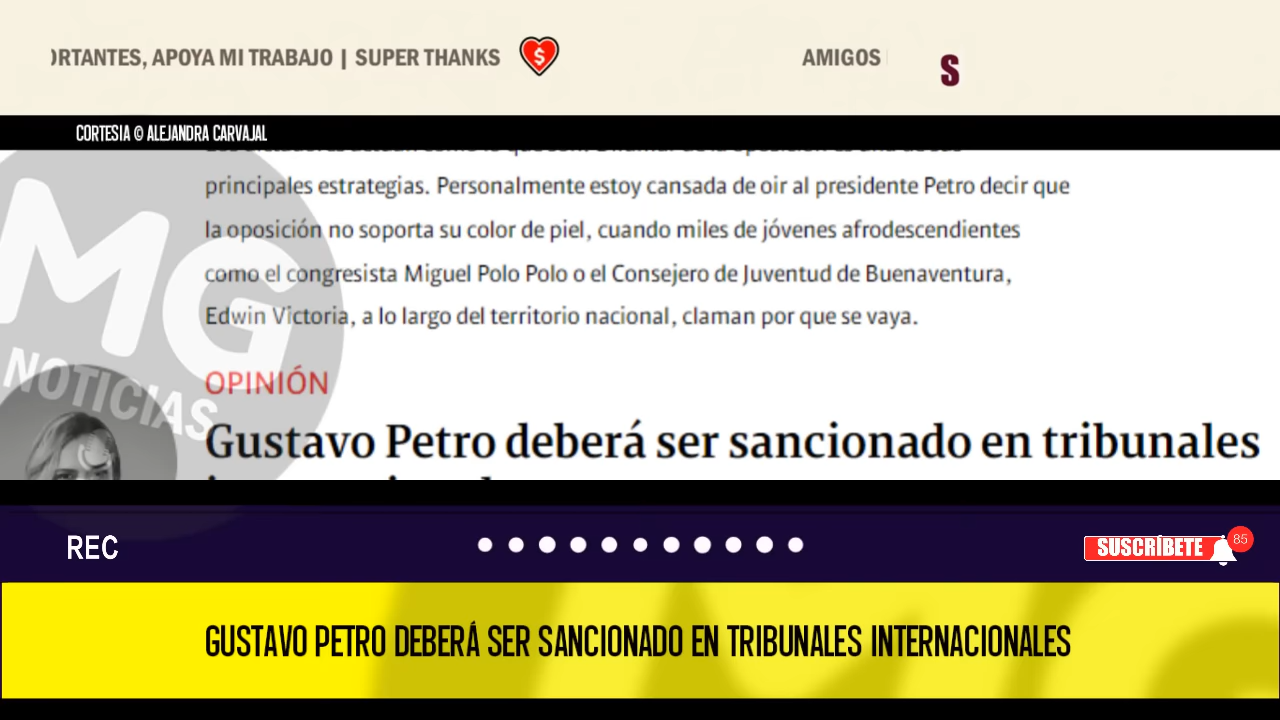 ORTANTES, APOYA MI TRABAJO | SUPER THANKS
$
AMIGOS
S
CORTESIA © ALEJANDRA CARVAJAL
principales estrategias. Personalmente estoy cansada de oir al presidente Petro decir que
la oposición no soporta su color de piel, cuando miles de jóvenes afrodescendientes
como el congresista Miguel Polo Polo o el Consejero de Juventud de Buenaventura,
Edwin Victoria, a lo largo del territorio nacional, claman por que se vaya.
MG
NOTICIAS
OPINIÓN
Gustavo Petro deberá ser sancionado en tribunales
REC
SUSCRÍBETE
85
GUSTAVO PETRO DEBERÁ SER SANCIONADO EN TRIBUNALES INTERNACIONALES